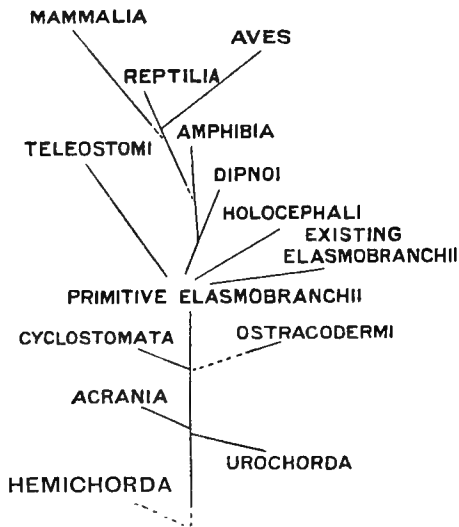 MAMMALIA
AVES
REPTILIA
AMPHIBIA
TELEOSTOMI
DIPNOI
HOLOCEPHALI
EXISTING
ELASMOBRANCHII
PRIMITIVE ELASMOBRANCHII
CYCLOSTOMATA
OSTRACODERMI
ACRANIA
UROCHORDA
HEMICHORDA